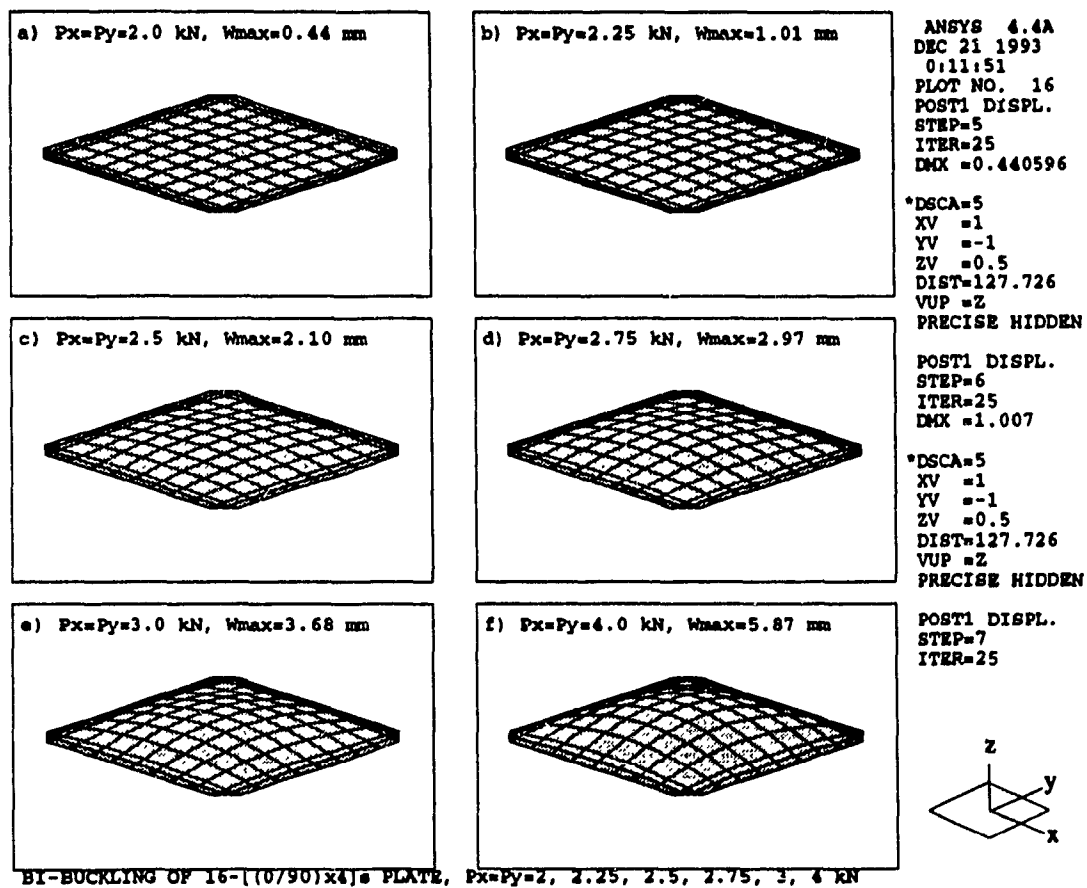 a) Px=Py=2.0 kN, Wmax=0.44 mm
b) Px=Py=2.25 kN, Wmax=1.01 mm
c) Px=Py=2.5 kN, Wmax=2.10 mm
d) Px=Py=2.75 kN, Wmax=2.97 mm
e) Px=Py=3.0 kN, Wmax=3.68 mm
f) Px=Py=4.0 kN, Wmax=5.87 mm
ANSYS 4.4A
DEC 21 1993
0:11:51
PLOT NO. 16
POST1 DISPL.
STEP=5
ITER=25
DMX =0.440596
*DSCA=5
XV =1
YV =-1
ZV =0.5
DIST=127.726
VUP =Z
PRECISE HIDDEN
POST1 DISPL.
STEP=6
ITER=25
DMX =1.007
*DSCA=5
XV =1
YV =-1
ZV =0.5
DIST=127.726
VUP =Z
PRECISE HIDDEN
POST1 DISPL.
STEP=7
ITER=25
z
y
x
BI-BUCKLING OF 16-[(0/90)x4]s PLATE, Px=Py=2, 2.25, 2.5, 2.75, 3, 4 kN